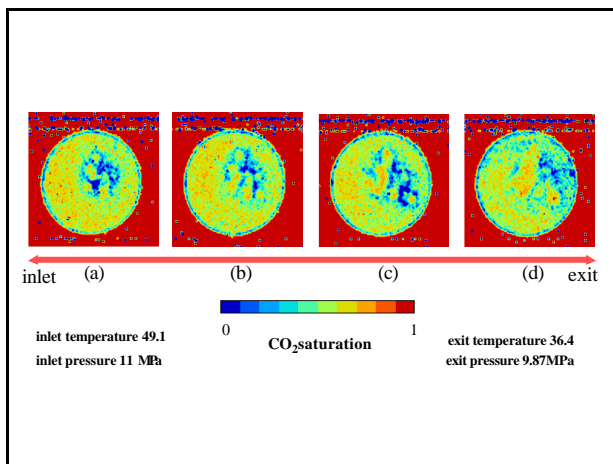 (a) (b) (c) (d)
inlet exit
0 1
CO₂saturation
inlet temperature 49.1
inlet pressure 11 MPa
exit temperature 36.4
exit pressure 9.87MPa